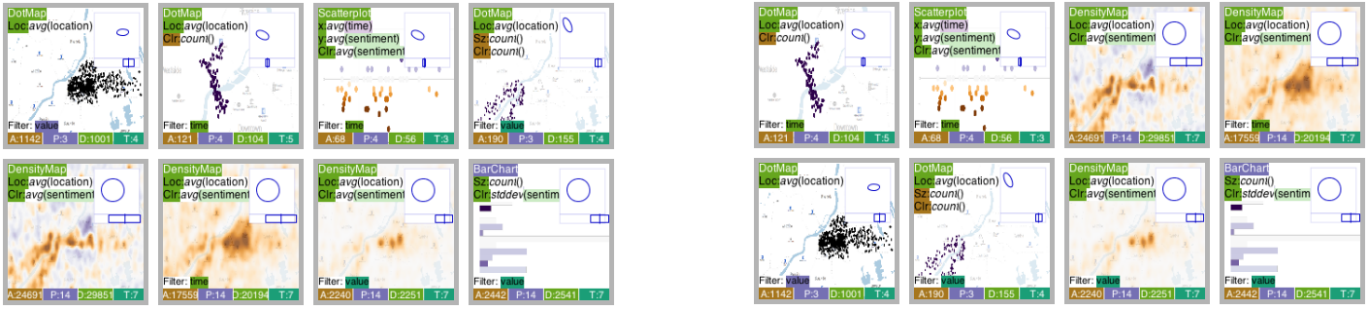 DotMap
Loc:avg(location)
Filter: value
A:1142 P:3 D:1001 T:4
DotMap
Loc:avg(location)
Clr:count()
Filter: time
A:121 P:4 D:104 T:5
Scatterplot
x:avg(time)
y:avg(sentiment)
Clr:avg(sentiment
Filter: time
A:68 P:4 D:56 T:3
DotMap
Loc:avg(location)
Sz:count()
Clr:count()
Filter: value
A:190 P:3 D:155 T:4
DensityMap
Loc:avg(location)
Clr:avg(sentiment
A:24691 P:14 D:29851 T:7
DensityMap
Loc:avg(location)
Clr:avg(sentiment
Filter: time
A:17559 P:14 D:20194 T:7
DensityMap
Loc:avg(location)
Clr:avg(sentiment
Filter: value
A:2240 P:14 D:2251 T:7
BarChart
Sz:count()
Clr:stddev(sentim
Filter: value
A:2442 P:14 D:2541 T:7
DotMap
Loc:avg(location)
Clr:count()
Filter: time
A:121 P:4 D:104 T:5
Scatterplot
x:avg(time)
y:avg(sentiment)
Clr:avg(sentiment
Filter: time
A:68 P:4 D:56 T:3
DensityMap
Loc:avg(location)
Clr:avg(sentiment
A:24691 P:14 D:29851 T:7
DensityMap
Loc:avg(location)
Clr:avg(sentiment
Filter: time
A:17559 P:14 D:20194 T:7
DotMap
Loc:avg(location)
Filter: value
A:1142 P:3 D:1001 T:4
DotMap
Loc:avg(location)
Sz:count()
Clr:count()
Filter: value
A:190 P:3 D:155 T:4
DensityMap
Loc:avg(location)
Clr:avg(sentiment
Filter: value
A:2240 P:14 D:2251 T:7
BarChart
Sz:count()
Clr:stddev(sentim
Filter: value
A:2442 P:14 D:2541 T:7